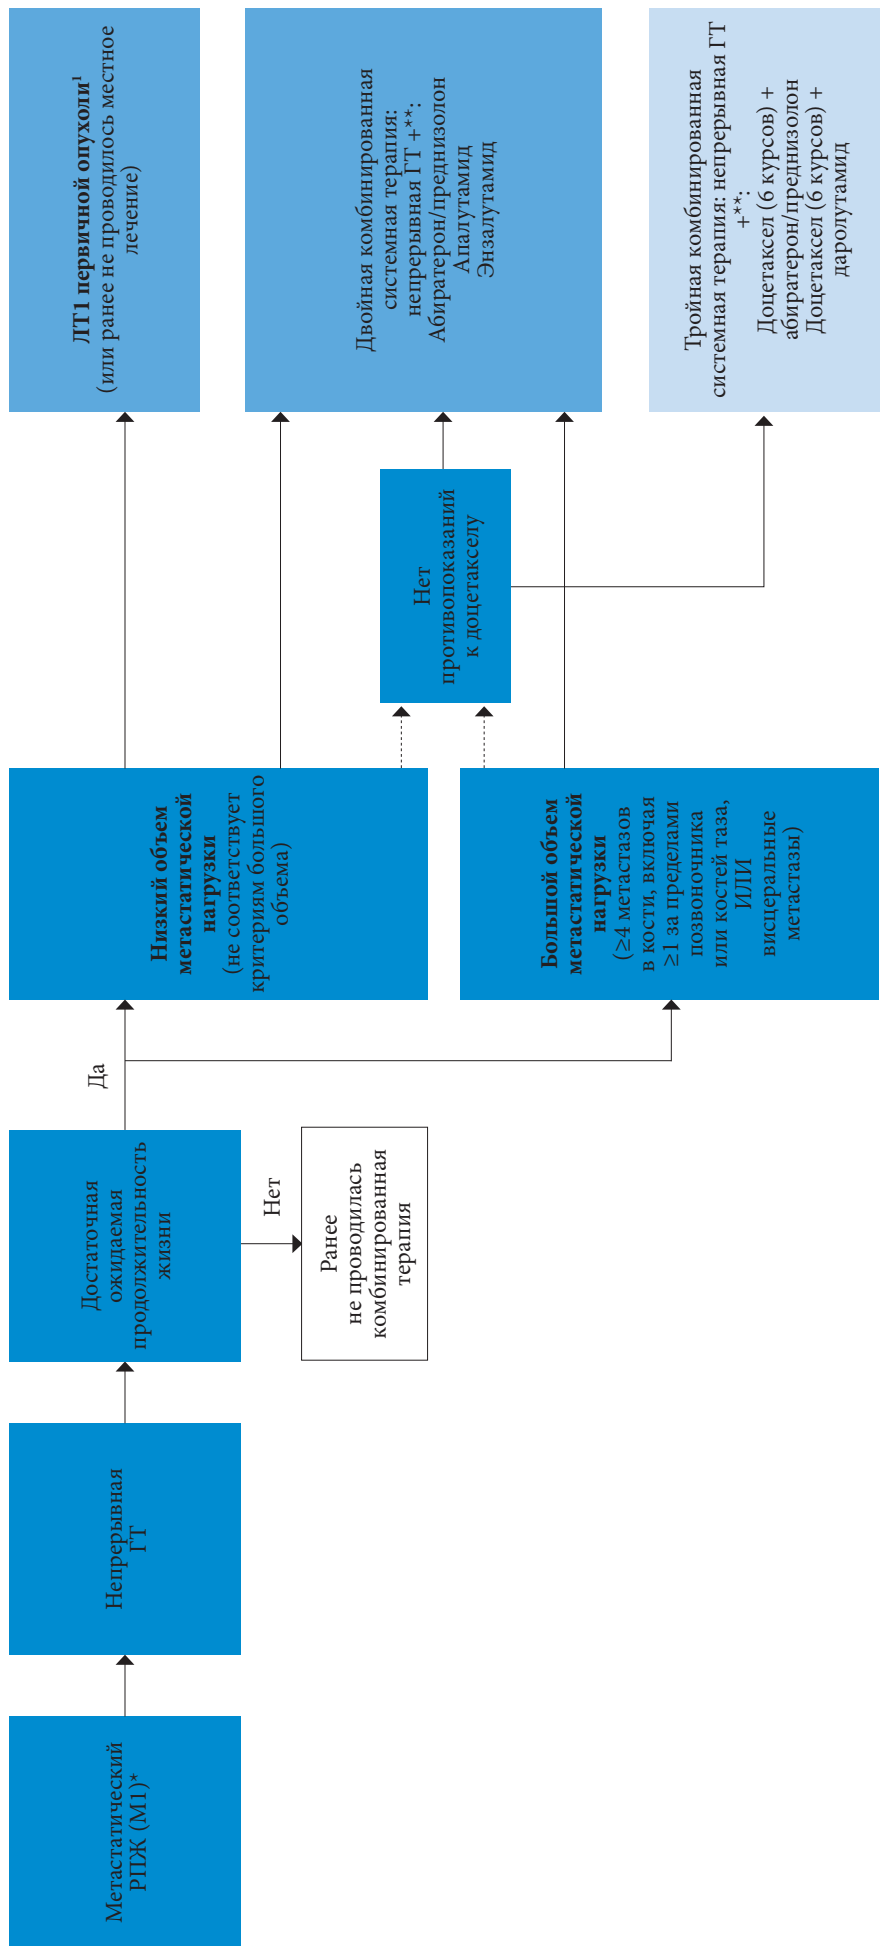 Метастатический
РПЖ (М1)*
Непрерывная
ГТ
Достаточная
ожидаемая
продолжительность
жизни
Да
Нет
Ранее
не проводилась
комбинированная
терапия
Низкий объем
метастатической
нагрузки
(не соответствует
критериям большого
объема)
Большой объем
метастатической
нагрузки
(≥4 метастазов
в кости, включая
≥1 за пределами
позвоночника
или костей таза,
ИЛИ
висцеральные
метастазы)
Нет
противопоказаний
к доцетакселу
ЛТ1 первичной опухоли¹
(или ранее не проводилось местное
лечение)
Двойная комбинированная
системная терапия:
непрерывная ГТ +**:
Абиратерон/преднизолон
Апалутамид
Энзалутамид
Тройная комбинированная
системная терапия: непрерывная ГТ
+**:
Доцетаксел (6 курсов) +
абиратерон/преднизолон
Доцетаксел (6 курсов) +
даролутамид